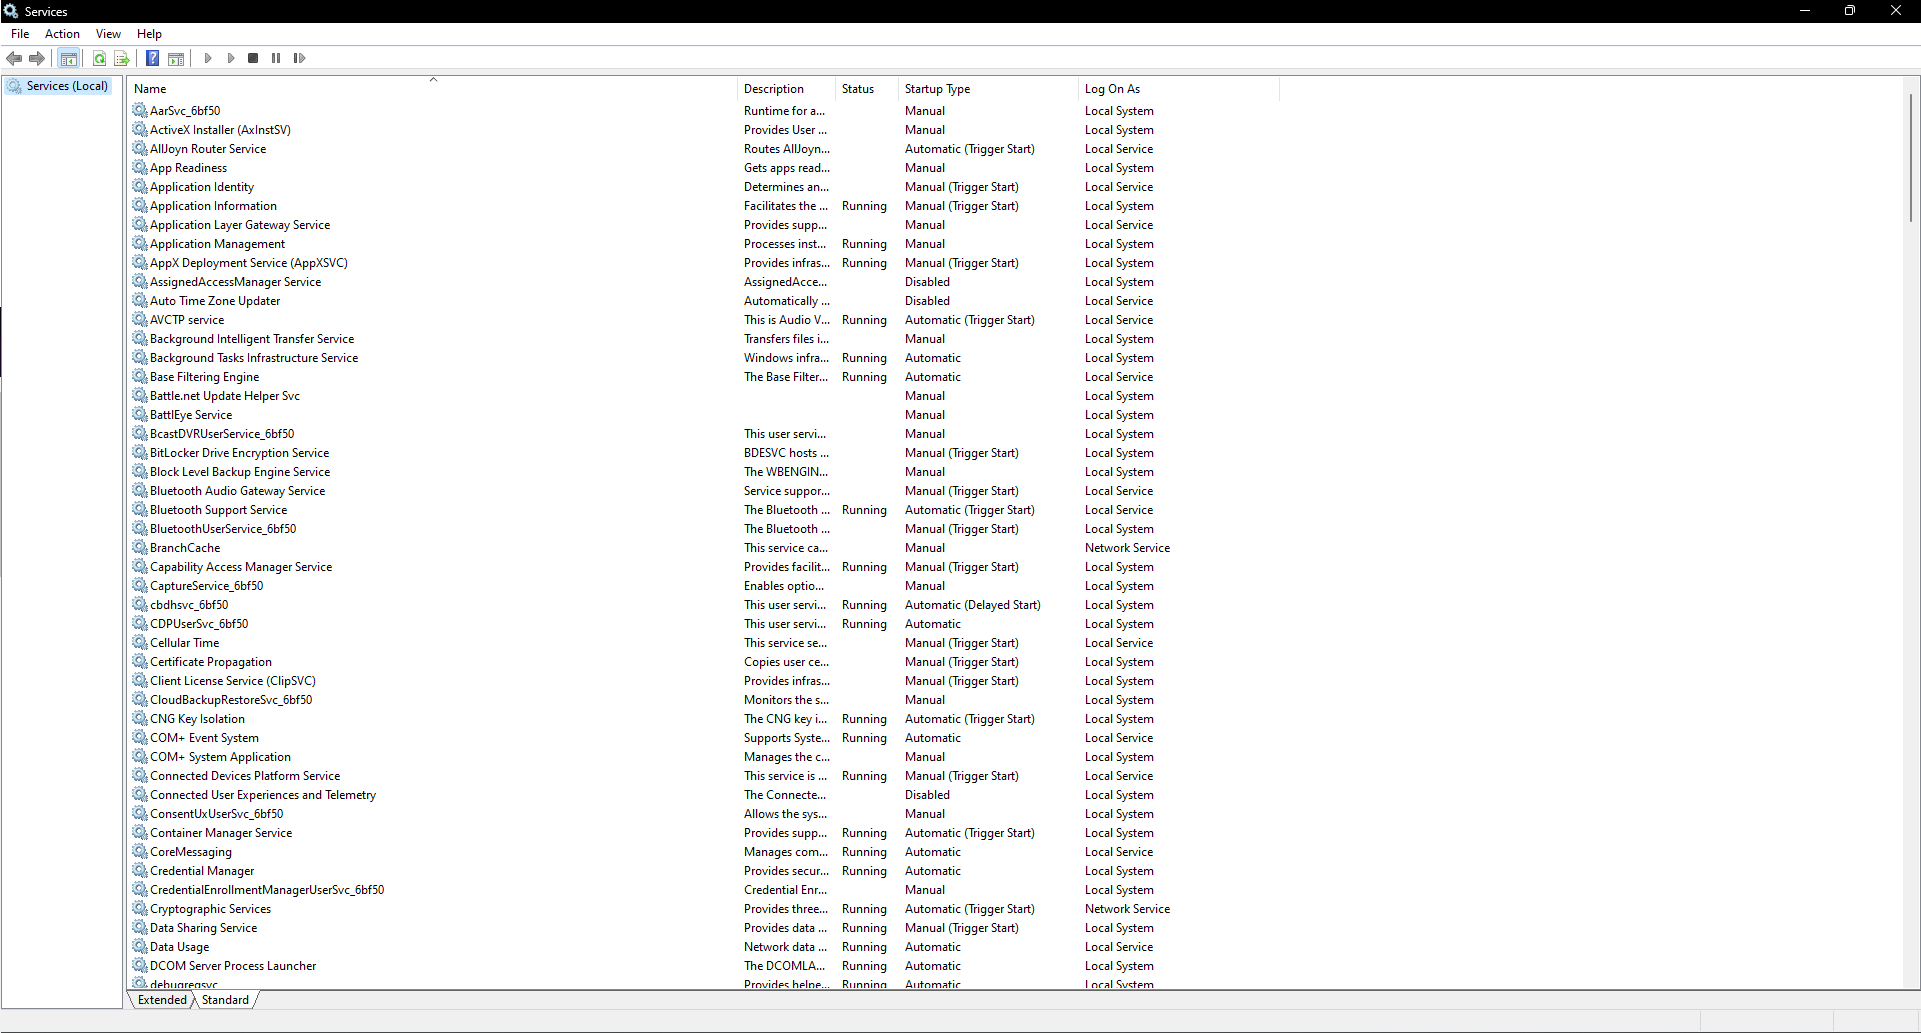 Services
File Action View Help
Services (Local)
Name Description Status Startup Type Log On As
AarSvc_6bf50 Runtime for a... Manual Local System
ActiveX Installer (AxInstSV) Provides User ... Manual Local System
AllJoyn Router Service Routes AllJoyn... Automatic (Trigger Start) Local Service
App Readiness Gets apps read... Manual Local System
Application Identity Determines an... Manual (Trigger Start) Local Service
Application Information Facilitates the ... Running Manual (Trigger Start) Local System
Application Layer Gateway Service Provides supp... Manual Local Service
Application Management Processes inst... Running Manual Local System
AppX Deployment Service (AppXSVC) Provides infras... Running Manual (Trigger Start) Local System
AssignedAccessManager Service AssignedAcce... Disabled Local System
Auto Time Zone Updater Automatically ... Disabled Local Service
AVCTP service This is Audio V... Running Automatic (Trigger Start) Local Service
Background Intelligent Transfer Service Transfers files i... Manual Local System
Background Tasks Infrastructure Service Windows infra... Running Automatic Local System
Base Filtering Engine The Base Filter... Running Automatic Local Service
Battle.net Update Helper Svc Manual Local System
BattlEye Service Manual Local System
BcastDVRUserService_6bf50 This user servi... Manual Local System
BitLocker Drive Encryption Service BDESVC hosts ... Manual (Trigger Start) Local System
Block Level Backup Engine Service The WBENGIN... Manual Local System
Bluetooth Audio Gateway Service Service suppor... Manual (Trigger Start) Local Service
Bluetooth Support Service The Bluetooth ... Running Automatic (Trigger Start) Local Service
BluetoothUserService_6bf50 The Bluetooth ... Manual (Trigger Start) Local System
BranchCache This service ca... Manual Network Service
Capability Access Manager Service Provides facilit... Running Manual (Trigger Start) Local System
CaptureService_6bf50 Enables optio... Manual Local System
cbdhsvc_6bf50 This user servi... Running Automatic (Delayed Start) Local System
CDPUserSvc_6bf50 This user servi... Running Automatic Local System
Cellular Time This service se... Manual (Trigger Start) Local Service
Certificate Propagation Copies user ce... Manual (Trigger Start) Local System
Client License Service (ClipSVC) Provides infras... Manual (Trigger Start) Local System
CloudBackupRestoreSvc_6bf50 Monitors the s... Manual Local System
CNG Key Isolation The CNG key i... Running Automatic (Trigger Start) Local System
COM+ Event System Supports Syste... Running Automatic Local Service
COM+ System Application Manages the c... Manual Local System
Connected Devices Platform Service This service is ... Running Manual (Trigger Start) Local Service
Connected User Experiences and Telemetry The Connecte... Disabled Local System
ConsentUxUserSvc_6bf50 Allows the sys... Manual Local System
Container Manager Service Provides supp... Running Automatic (Trigger Start) Local System
CoreMessaging Manages com... Running Automatic Local Service
Credential Manager Provides secur... Running Automatic Local System
CredentialEnrollmentManagerUserSvc_6bf50 Credential Enr... Manual Local System
Cryptographic Services Provides three... Running Automatic (Trigger Start) Network Service
Data Sharing Service Provides data ... Running Manual (Trigger Start) Local System
Data Usage Network data ... Running Automatic Local Service
DCOM Server Process Launcher The DCOMLA... Running Automatic Local System
debugregsvc Provides helpe... Running Automatic Local System
Extended Standard